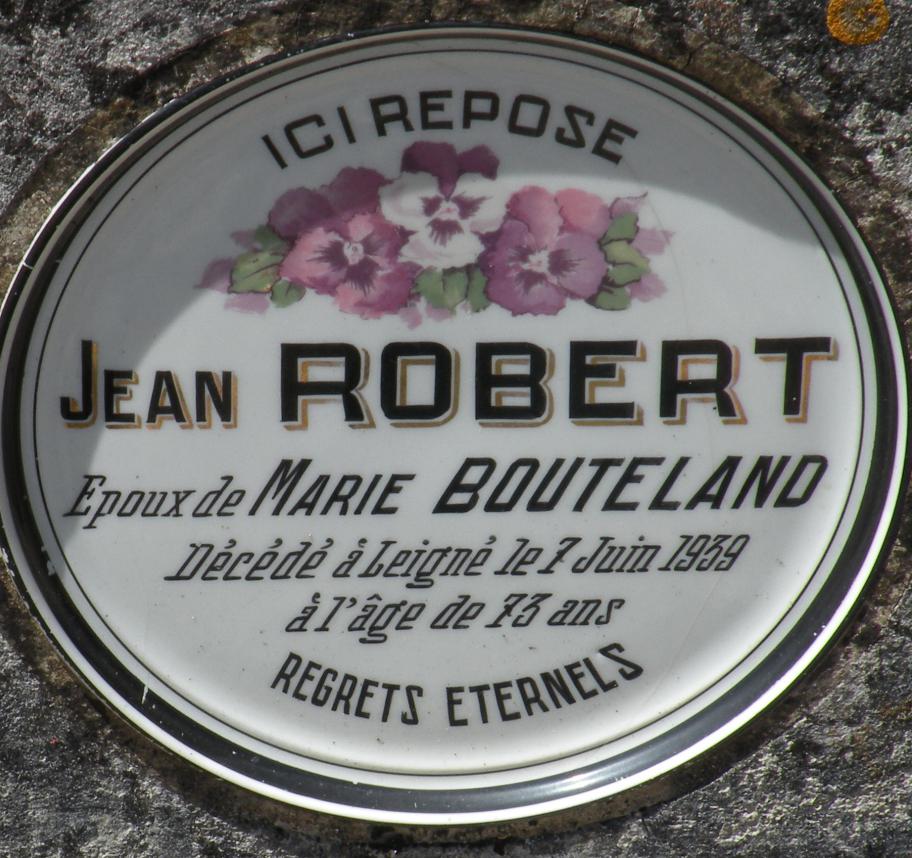 ICI REPOSE
JEAN ROBERT
Epoux de MARIE BOUTELAND
Décédé à Leigné le 7 Juin 1939
à l'âge de 73 ans
REGRETS ETERNELS